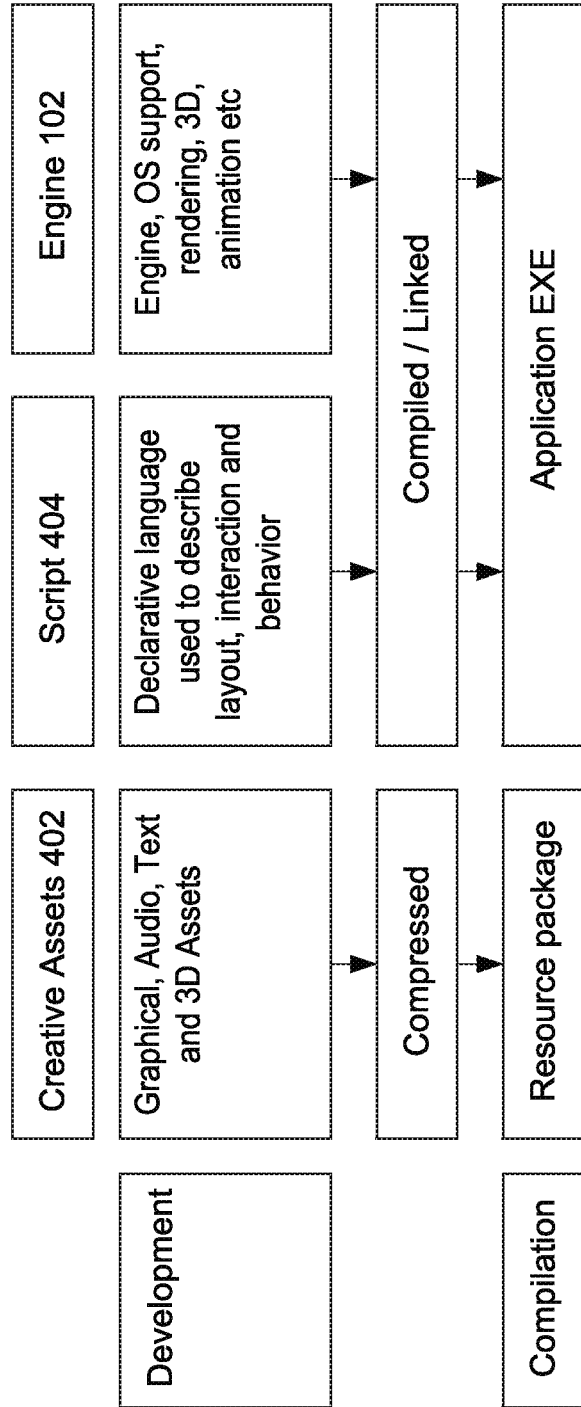 Creative Assets 402
Script 404
Engine 102
Development
Graphical, Audio, Text
and 3D Assets
Declarative language
used to describe
layout, interaction and
behavior
Engine, OS support,
rendering, 3D,
animation etc
Compressed
Compiled / Linked
Compilation
Resource package
Application EXE